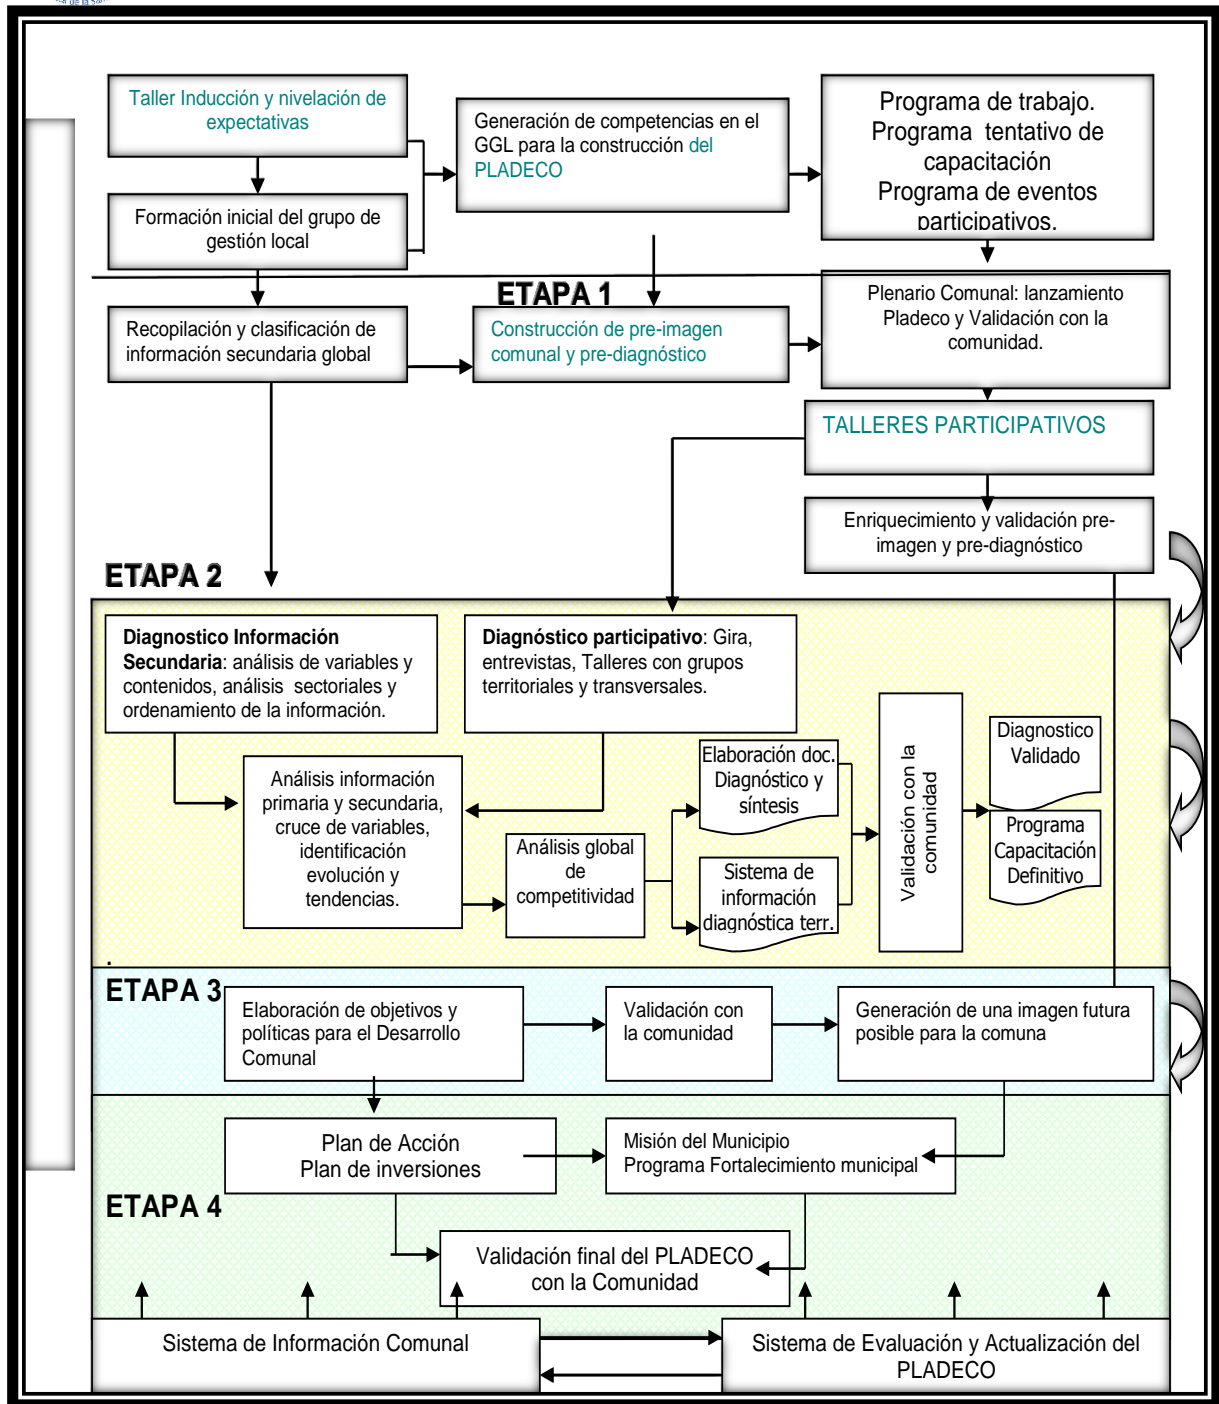 de la
Taller Inducción y nivelación de
expectativas
Generación de competencias en el
GGL para la construcción del
PLADECO
Programa de trabajo.
Programa tentativo de
capacitación
Programa de eventos
participativos.
Formación inicial del grupo de
gestión local
ETAPA 1
Recopilación y clasificación de
información secundaria global
Construcción de pre-imagen
comunal y pre-diagnóstico
Plenario Comunal: lanzamiento
Pladeco y Validación con la
comunidad.
TALLERES PARTICIPATIVOS
Enriquecimiento y validación pre-
imagen y pre-diagnóstico
ETAPA 2
Diagnostico Información
Secundaria: análisis de variables y
contenidos, análisis sectoriales y
ordenamiento de la información.
Diagnóstico participativo: Gira,
entrevistas, Talleres con grupos
territoriales y transversales.
Análisis información
primaria y secundaria,
cruce de variables,
identificación
evolución y
tendencias.
Análisis global
de
competitividad
Elaboración doc.
Diagnóstico y
síntesis
Sistema de
información
diagnóstica terr.
Validación con la
comunidad
Diagnostico
Validado
Programa
Capacitación
Definitivo
.
ETAPA 3
Elaboración de objetivos y
políticas para el Desarrollo
Comunal
Validación con
la comunidad
Generación de una imagen futura
posible para la comuna
Plan de Acción
Plan de inversiones
Misión del Municipio
Programa Fortalecimiento municipal
ETAPA 4
Validación final del PLADECO
con la Comunidad
Sistema de Información Comunal
Sistema de Evaluación y Actualización del
PLADECO